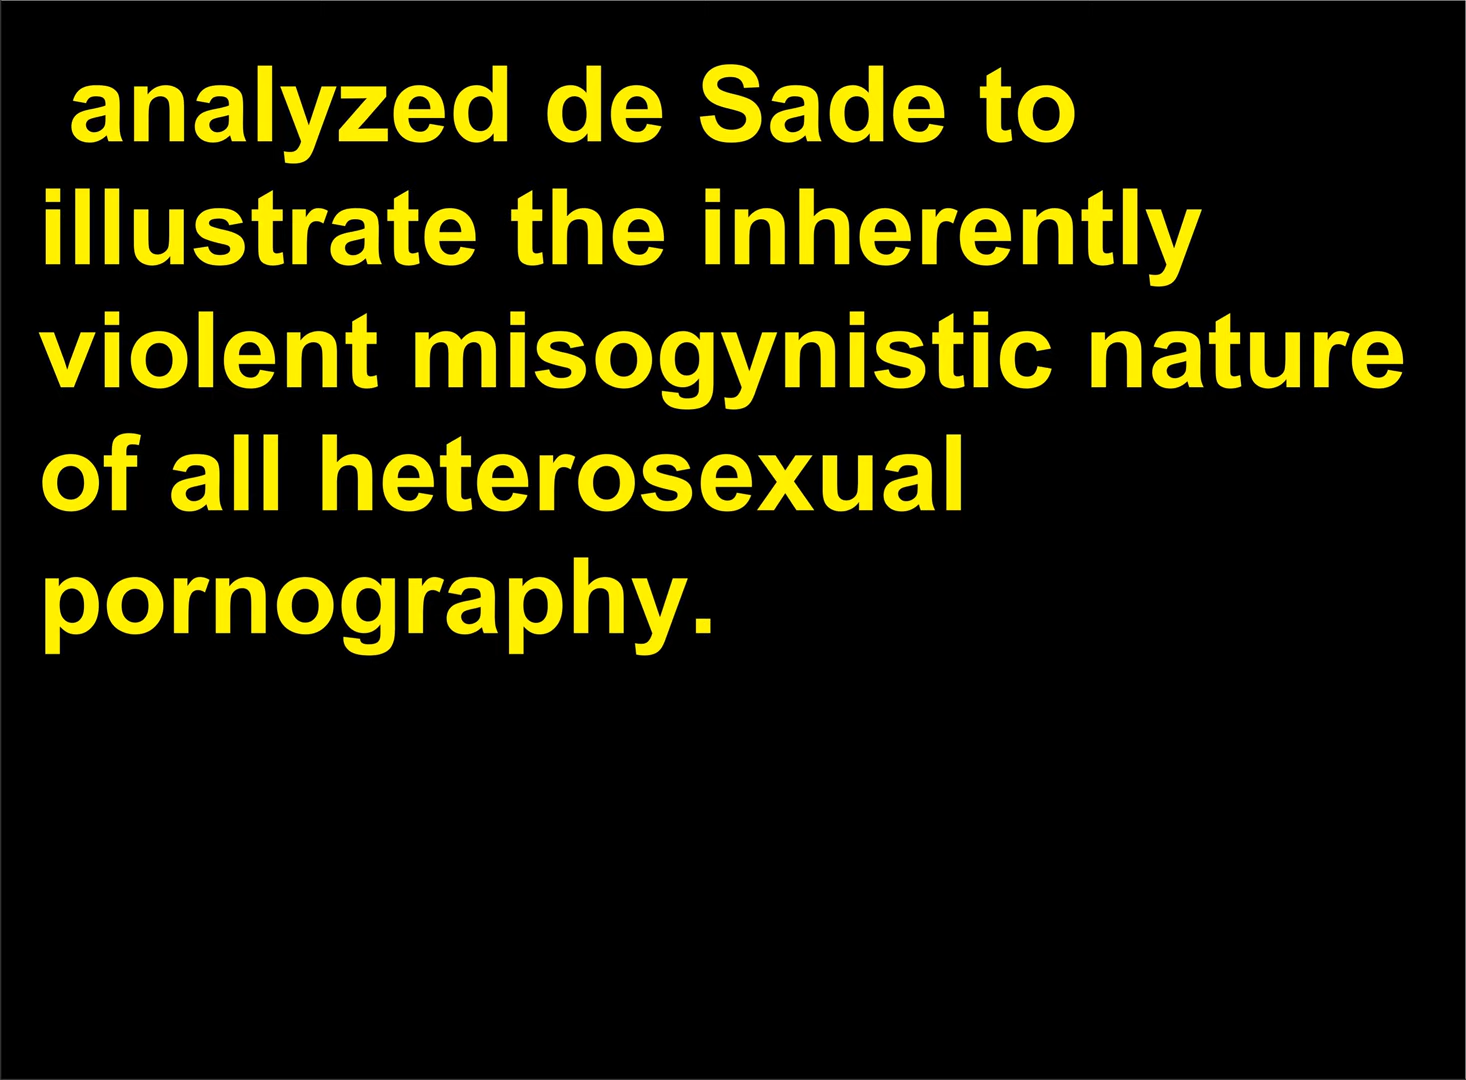 analyzed de Sade to
illustrate the inherently
violent misogynistic nature
of all heterosexual
pornography.